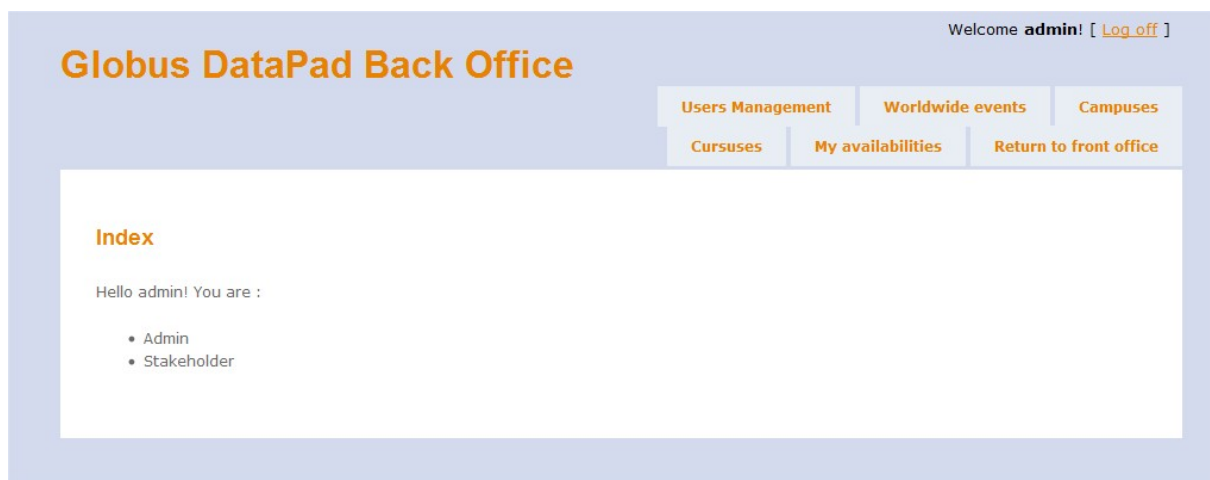 Welcome admin! [ Log off ]
Globus DataPad Back Office
Users Management Worldwide events Campuses
Cursuses My availabilities Return to front office
Index
Hello admin! You are :
• Admin
• Stakeholder